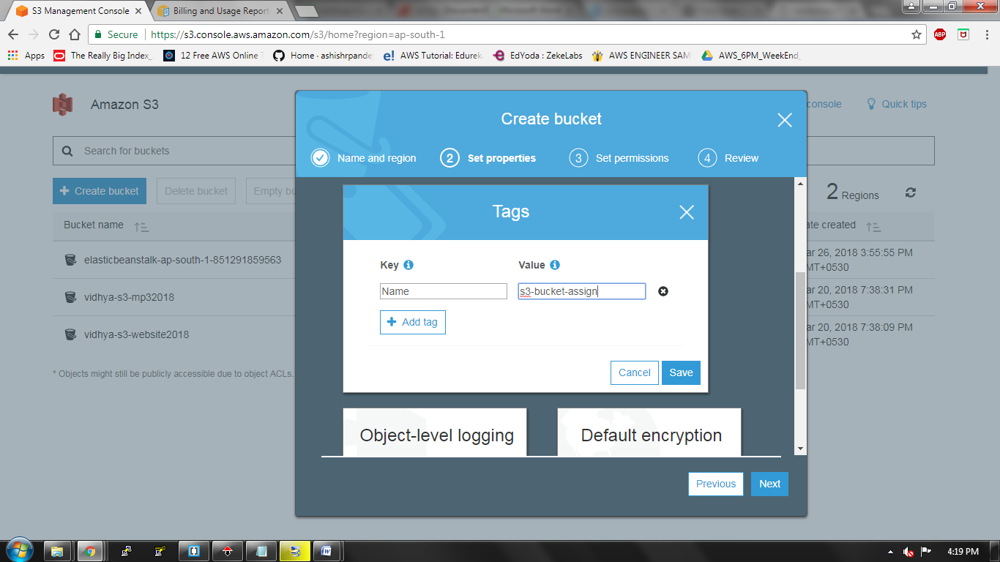 S3 Management Console
Billing and Usage Report
Secure
https://s3.console.aws.amazon.com/s3/home?region=ap-south-1
ABP
Apps
The Really Big Index_
12 Free AWS Online T
Home · ashishrpande
e!
AWS Tutorial: Edurek
EdYoda : ZekeLabs
AWS ENGINEER SAM
AWS_6PM_WeekEnd_
Amazon S3
console
Quick tips
Search for buckets
Create bucket
Delete bucket
Empty bu
2 Regions
Bucket name
ate created
elasticbeanstalk-ap-south-1-851291859563
ar 26, 2018 3:55:55 PM
MT+0530
vidhya-s3-mp32018
ar 20, 2018 7:38:31 PM
MT+0530
vidhya-s3-website2018
ar 20, 2018 7:38:09 PM
MT+0530
* Objects might still be publicly accessible due to object ACLs.
Create bucket
Name and region
2 Set properties
3 Set permissions
4 Review
Tags
Key
Value
Name
s3-bucket-assign
Add tag
Cancel
Save
Object-level logging
Default encryption
Previous
Next
4:19 PM